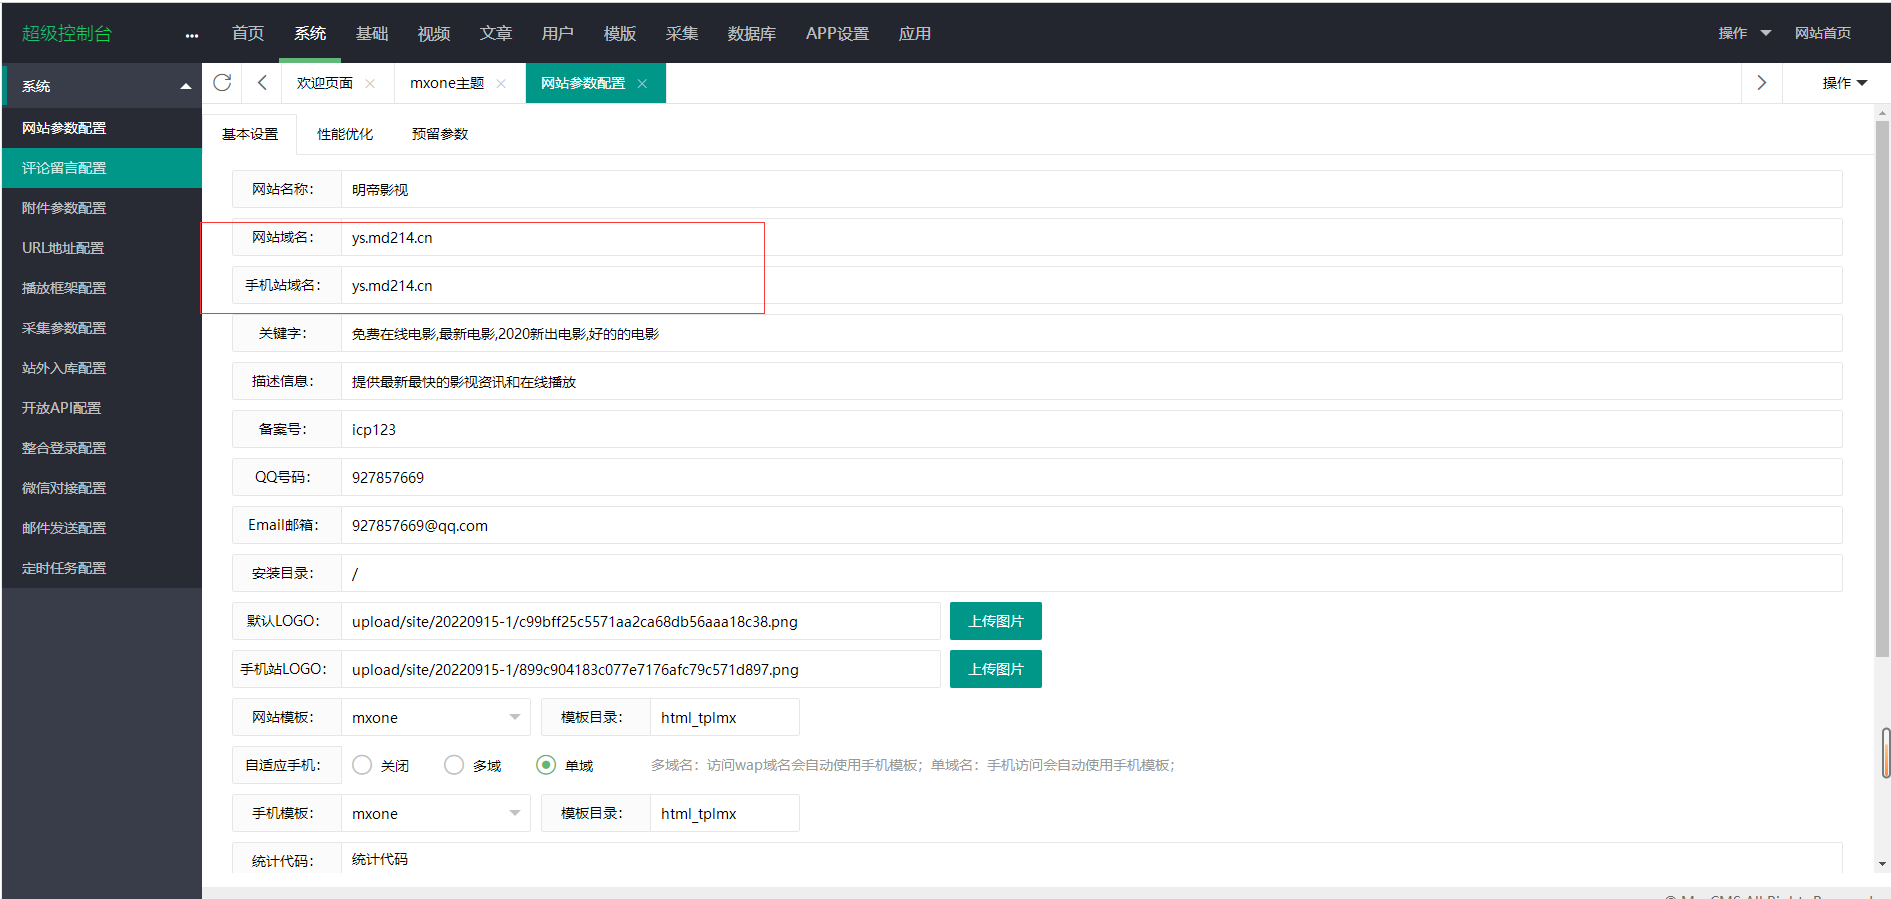 超级控制台 ... 首页 系统 基础 视频 文章 用户 模版 采集 数据库 APP设置 应用 操作 网站首页
系统
欢迎页面 mxone主题 网站参数配置 操作
网站参数配置
评论留言配置
附件参数配置
URL地址配置
播放框架配置
采集参数配置
站外入库配置
开放API配置
整合登录配置
微信对接配置
邮件发送配置
定时任务配置
基本设置 性能优化 预留参数
网站名称： 明帝影视
网站域名： ys.md214.cn
手机站域名： ys.md214.cn
关键字： 免费在线电影,最新电影,2020新出电影,好的的电影
描述信息： 提供最新最快的影视资讯和在线播放
备案号： icp123
QQ号码： 927857669
Email邮箱： 927857669@qq.com
安装目录： /
默认LOGO： upload/site/20220915-1/c99bff25c5571aa2ca68db56aaa18c38.png 上传图片
手机站LOGO： upload/site/20220915-1/899c904183c077e7176afc79c571d897.png 上传图片
网站模板： mxone 模板目录： html_tplmx
自适应手机： 关闭 多域 单域 多域名：访问wap域名会自动使用手机模板；单域名：手机访问会自动使用手机模板；
手机模板： mxone 模板目录： html_tplmx
统计代码： 统计代码